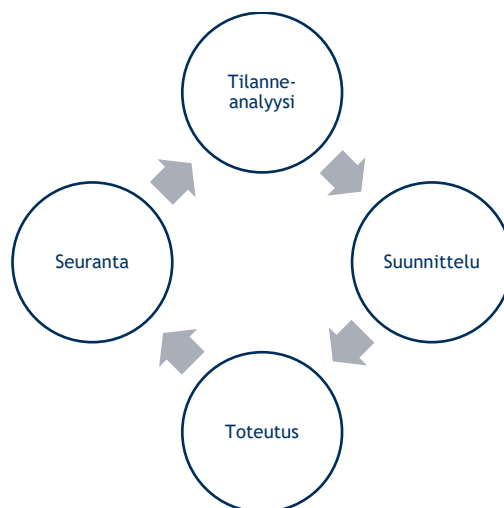 Tilanne-
analyysi
Suunnittelu
Toteutus
Seuranta